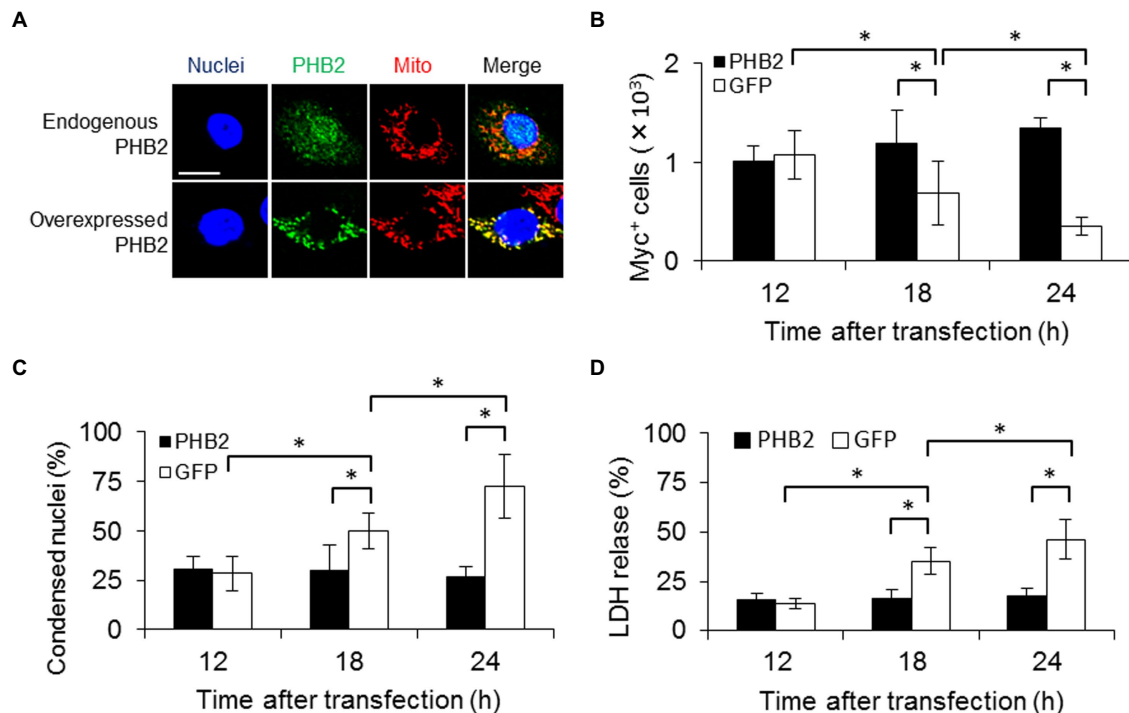 A
Nuclei PHB2 Mito Merge
Endogenous
PHB2
Overexpressed
PHB2
B
Myc⁺ cells (×10³)
2
1
0
PHB2
GFP
*
*
*
*
12 18 24
Time after transfection (h)
C
Condensed nuclei (%)
100
75
50
25
0
PHB2
GFP
*
*
*
*
12 18 24
Time after transfection (h)
D
LDH relase (%)
100
75
50
25
0
PHB2 GFP
*
*
*
*
12 18 24
Time after transfection (h)